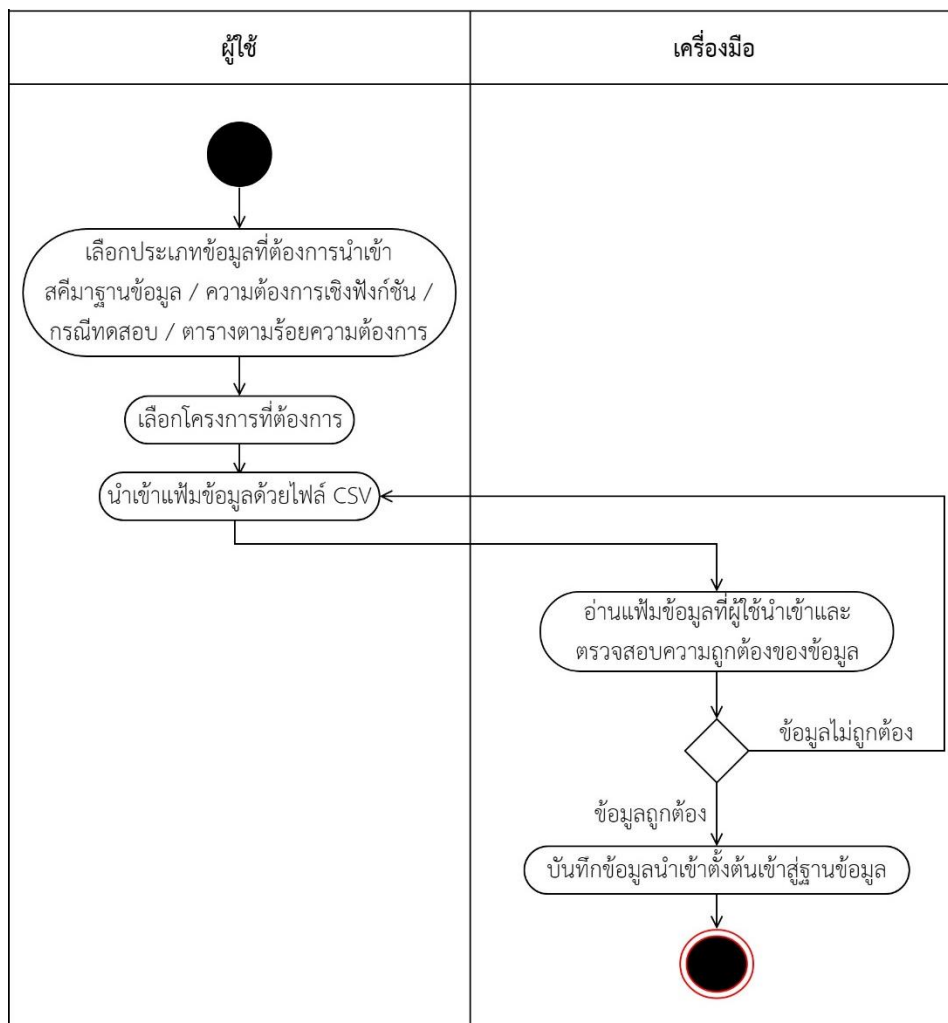 ผู้ใช้
เครื่องมือ
เลือกประเภทข้อมูลที่ต้องการนำเข้า
สคีมาฐานข้อมูล / ความต้องการเชิงฟังก์ชัน /
กรณีทดสอบ / ตารางตามร้อยความต้องการ
เลือกโครงการที่ต้องการ
นำเข้าแฟ้มข้อมูลด้วยไฟล์ CSV
อ่านแฟ้มข้อมูลที่ผู้ใช้นำเข้าและ
ตรวจสอบความถูกต้องของข้อมูล
ข้อมูลไม่ถูกต้อง
ข้อมูลถูกต้อง
บันทึกข้อมูลนำเข้าตั้งต้นเข้าสู่ฐานข้อมูล